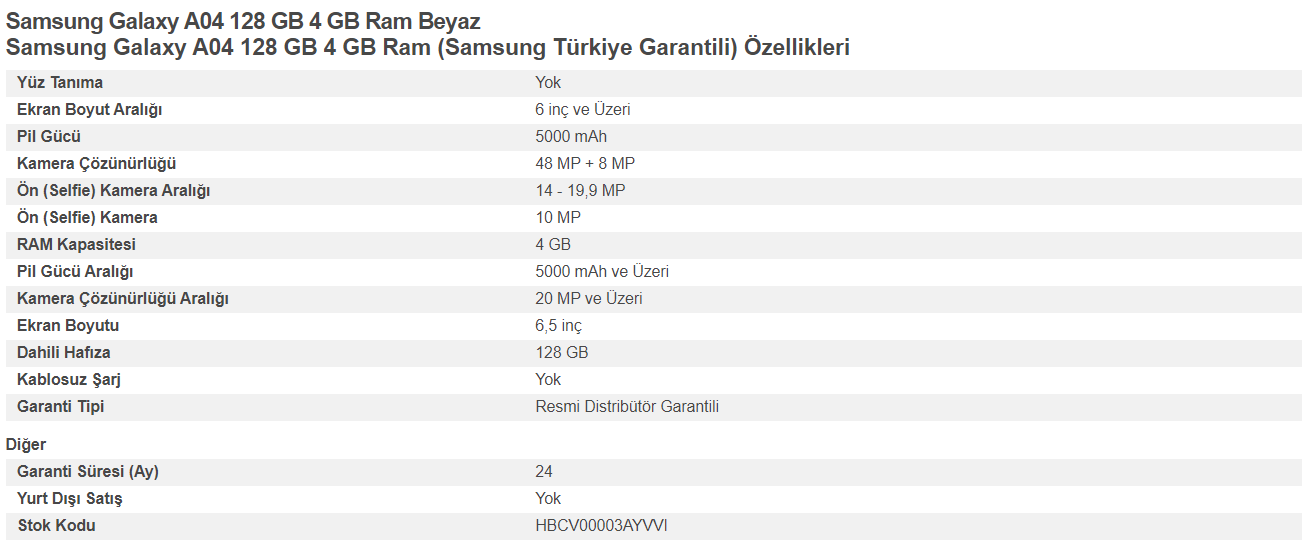 Samsung Galaxy A04 128 GB 4 GB Ram Beyaz
Samsung Galaxy A04 128 GB 4 GB Ram (Samsung Türkiye Garantili) Özellikleri
Yüz Tanıma Yok
Ekran Boyut Aralığı 6 inç ve Üzeri
Pil Gücü 5000 mAh
Kamera Çözünürlüğü 48 MP + 8 MP
Ön (Selfie) Kamera Aralığı 14 - 19,9 MP
Ön (Selfie) Kamera 10 MP
RAM Kapasitesi 4 GB
Pil Gücü Aralığı 5000 mAh ve Üzeri
Kamera Çözünürlüğü Aralığı 20 MP ve Üzeri
Ekran Boyutu 6,5 inç
Dahili Hafıza 128 GB
Kablosuz Şarj Yok
Garanti Tipi Resmi Distribütör Garantili
Diğer
Garanti Süresi (Ay) 24
Yurt Dışı Satış Yok
Stok Kodu HBCV00003AYVVI